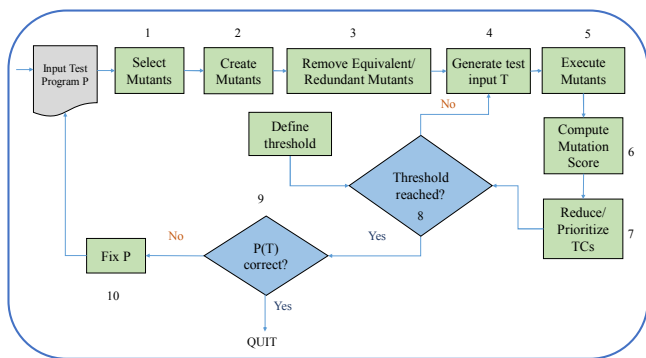 1
2
3
4
5
Input Test
Program P
Select
Mutants
Create
Mutants
Remove Equivalent/
Redundant Mutants
Generate test
input T
Execute
Mutants
No
Define
threshold
Compute
Mutation
Score
6
Threshold
reached?
8
9
Reduce/
Prioritize
TCs
7
Yes
No
P(T)
correct?
Fix P
10
Yes
QUIT